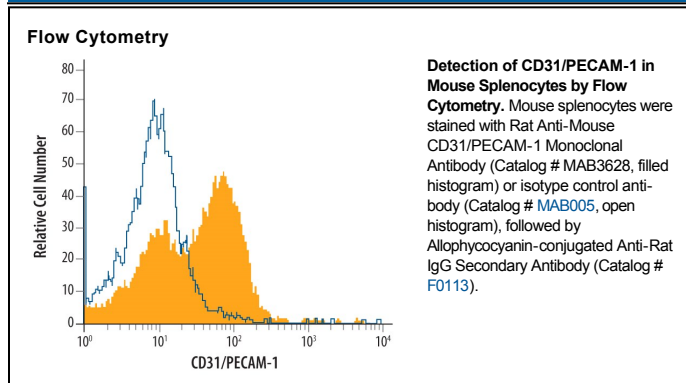 Flow Cytometry
80
70
60
50
40
30
20
10
0
Relative Cell Number
10⁰
10¹
10²
10³
10⁴
CD31/PECAM-1
Detection of CD31/PECAM-1 in
Mouse Splenocytes by Flow
Cytometry. Mouse splenocytes were
stained with Rat Anti-Mouse
CD31/PECAM-1 Monoclonal
Antibody (Catalog # MAB3628, filled
histogram) or isotype control anti-
body (Catalog # MAB005, open
histogram), followed by
Allophycocyanin-conjugated Anti-Rat
IgG Secondary Antibody (Catalog #
F0113).